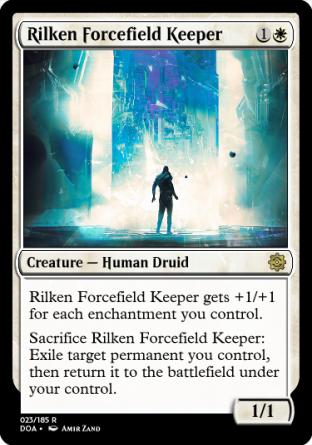 Rilken Forcefield Keeper 1
Creature — Human Druid
Rilken Forcefield Keeper gets +1/+1
for each enchantment you control.
Sacrifice Rilken Forcefield Keeper:
Exile target permanent you control,
then return it to the battlefield under
your control.
1/1
023/185 R
DOA • Amir Zand